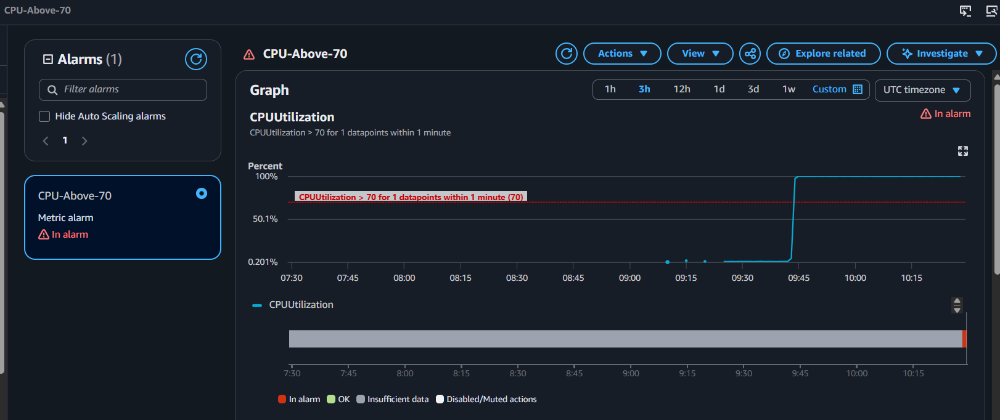 CPU-Above-70
Alarms (1)
Filter alarms
Hide Auto Scaling alarms
1
CPU-Above-70
Metric alarm
In alarm
CPU-Above-70
Actions
View
Explore related
Investigate
Graph
1h 3h 12h 1d 3d 1w Custom
UTC timezone
CPUUtilization
In alarm
CPUUtilization > 70 for 1 datapoints within 1 minute
Percent
100%
CPUUtilization > 70 for 1 datapoints within 1 minute (70)
50.1%
0.201%
07:30 07:45 08:00 08:15 08:30 08:45 09:00 09:15 09:30 09:45 10:00 10:15
CPUUtilization
7:30 7:45 8:00 8:15 8:30 8:45 9:00 9:15 9:30 9:45 10:00 10:15
In alarm OK Insufficient data Disabled/Muted actions